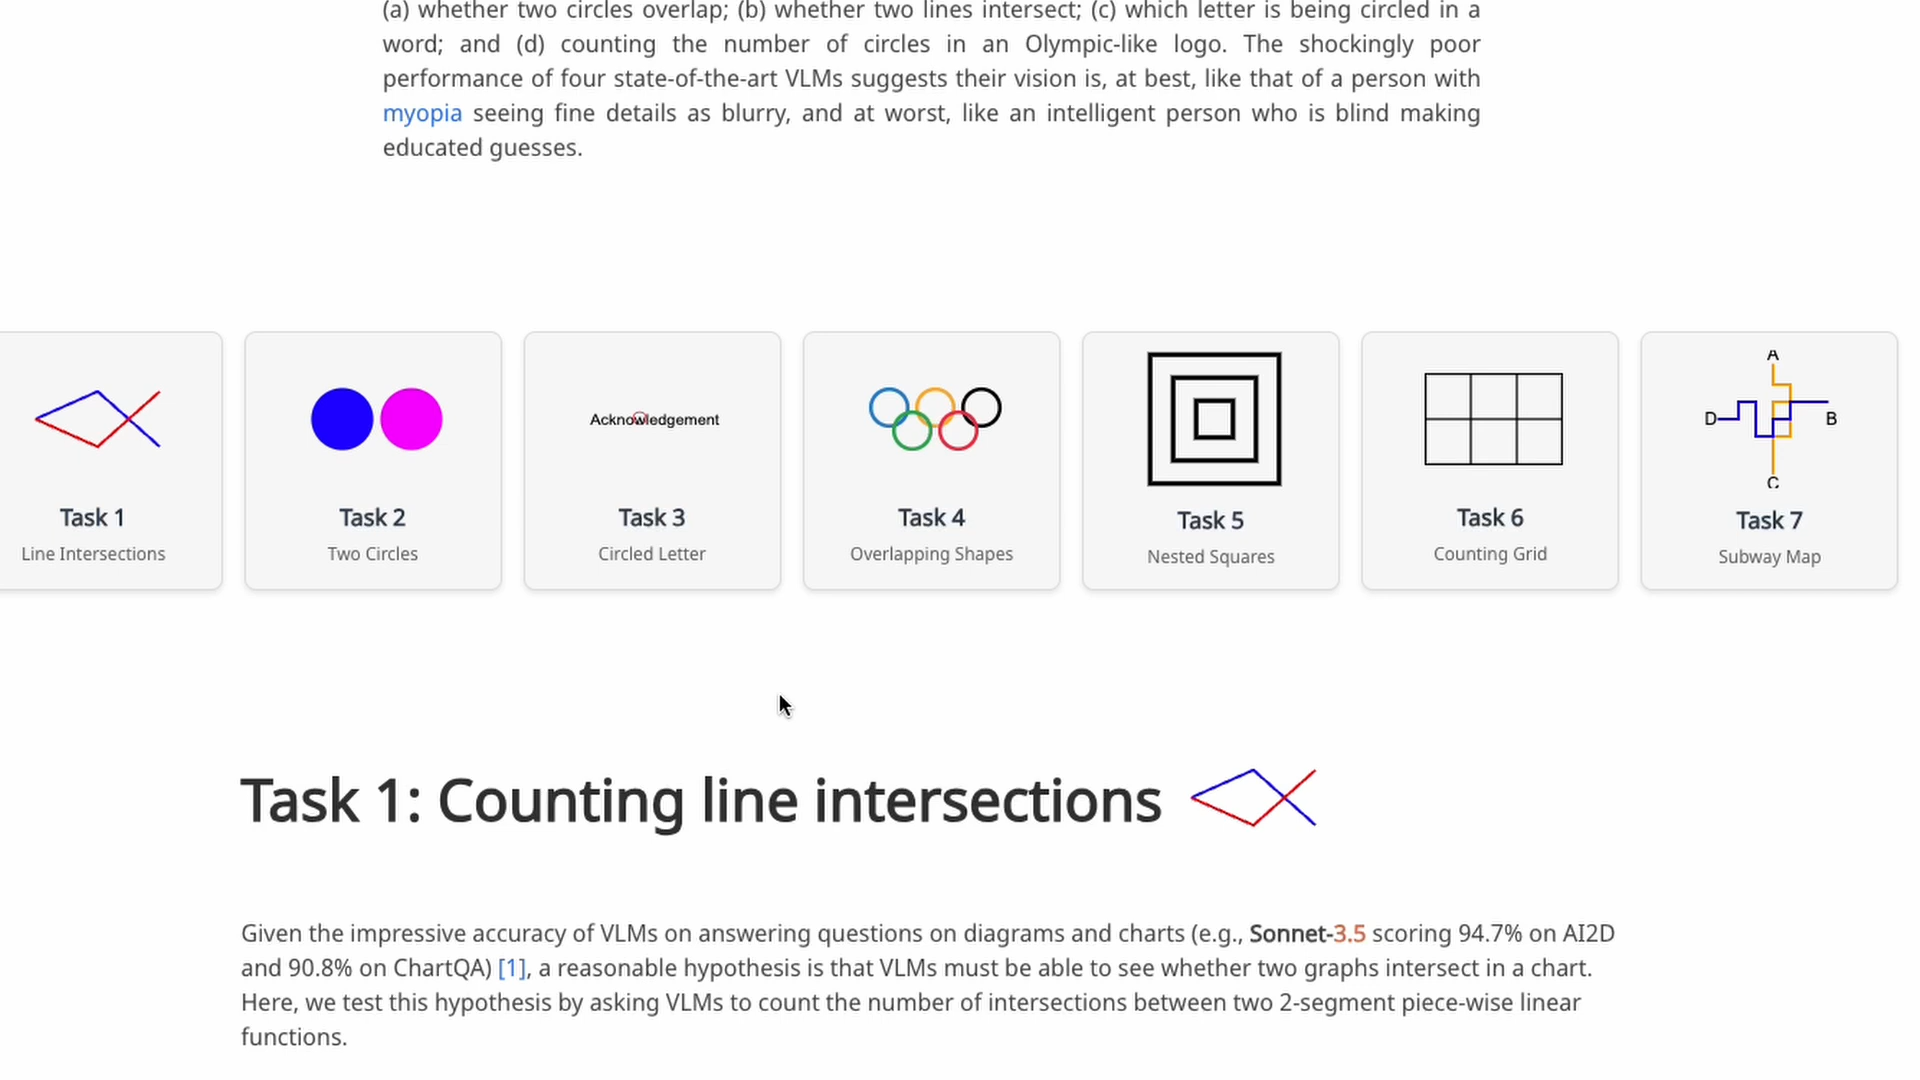 (a) whether two circles overlap; (b) whether two lines intersect; (c) which letter is being circled in a
word; and (d) counting the number of circles in an Olympic-like logo. The shockingly poor
performance of four state-of-the-art VLMs suggests their vision is, at best, like that of a person with
myopia seeing fine details as blurry, and at worst, like an intelligent person who is blind making
educated guesses.
Task 1
Line Intersections
Task 2
Two Circles
Acknowledgement
Task 3
Circled Letter
Task 4
Overlapping Shapes
Task 5
Nested Squares
Task 6
Counting Grid
A
D
B
C
Task 7
Subway Map
Task 1: Counting line intersections
Given the impressive accuracy of VLMs on answering questions on diagrams and charts (e.g., Sonnet-3.5 scoring 94.7% on AI2D
and 90.8% on ChartQA) [1], a reasonable hypothesis is that VLMs must be able to see whether two graphs intersect in a chart.
Here, we test this hypothesis by asking VLMs to count the number of intersections between two 2-segment piece-wise linear
functions.